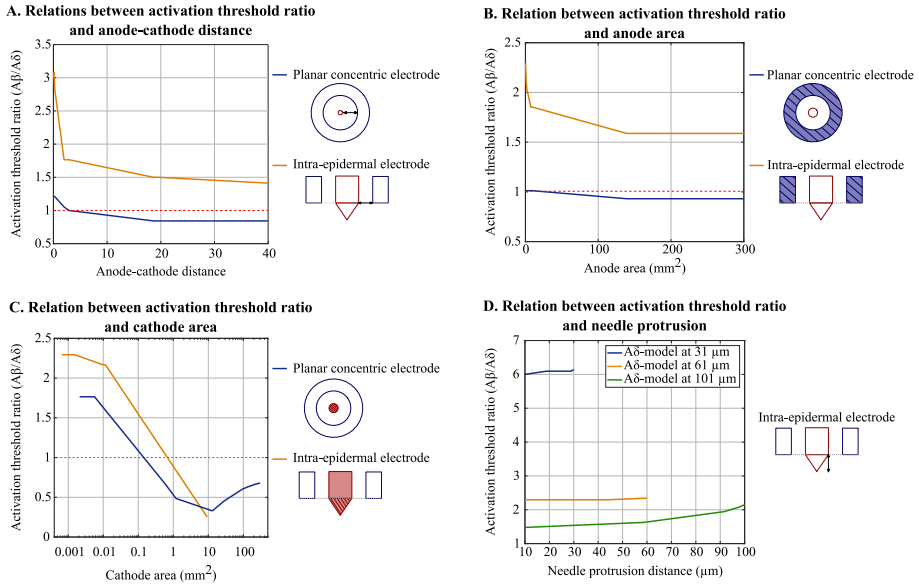 A. Relations between activation threshold ratio
and anode-cathode distance
Activation threshold ratio (Aβ/Aδ)
3.5
3
2.5
2
1.5
1
0.5
0
10
20
30
40
Anode-cathode distance
Planar concentric electrode
Intra-epidermal electrode
B. Relation between activation threshold ratio
and anode area
Activation threshold ratio (Aβ/Aδ)
2.5
2
1.5
1
0.5
0
100
200
300
Anode area (mm²)
Planar concentric electrode
Intra-epidermal electrode
C. Relation between activation threshold ratio
and cathode area
Activation threshold ratio (Aβ/Aδ)
2.5
2
1.5
1
0.5
0
0.001
0.01
0.1
1
10
100
Cathode area (mm²)
Planar concentric electrode
Intra-epidermal electrode
D. Relation between activation threshold ratio
and needle protrusion
Activation threshold ratio (Aβ/Aδ)
7
6
5
4
3
2
1
Aδ-model at 31 µm
Aδ-model at 61 µm
Aδ-model at 101 µm
10
20
30
40
50
60
70
80
90
100
Needle protrusion distance (µm)
Intra-epidermal electrode